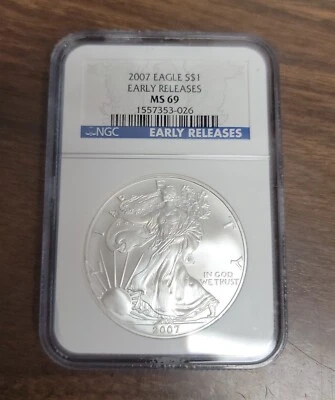 2007 EAGLE S$1
EARLY RELEASES
MS 69
1557353-026
NGC EARLY RELEASES
LIBERTY
IN GOD
WE TRUST
2007